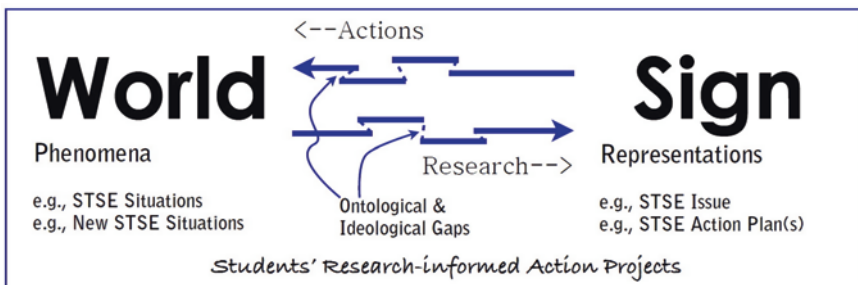 <--Actions
World
Sign
Phenomena
Research-->
Representations
e.g., STSE Situations
e.g., New STSE Situations
Ontological &
Ideological Gaps
e.g., STSE Issue
e.g., STSE Action Plan(s)
Students' Research-informed Action Projects